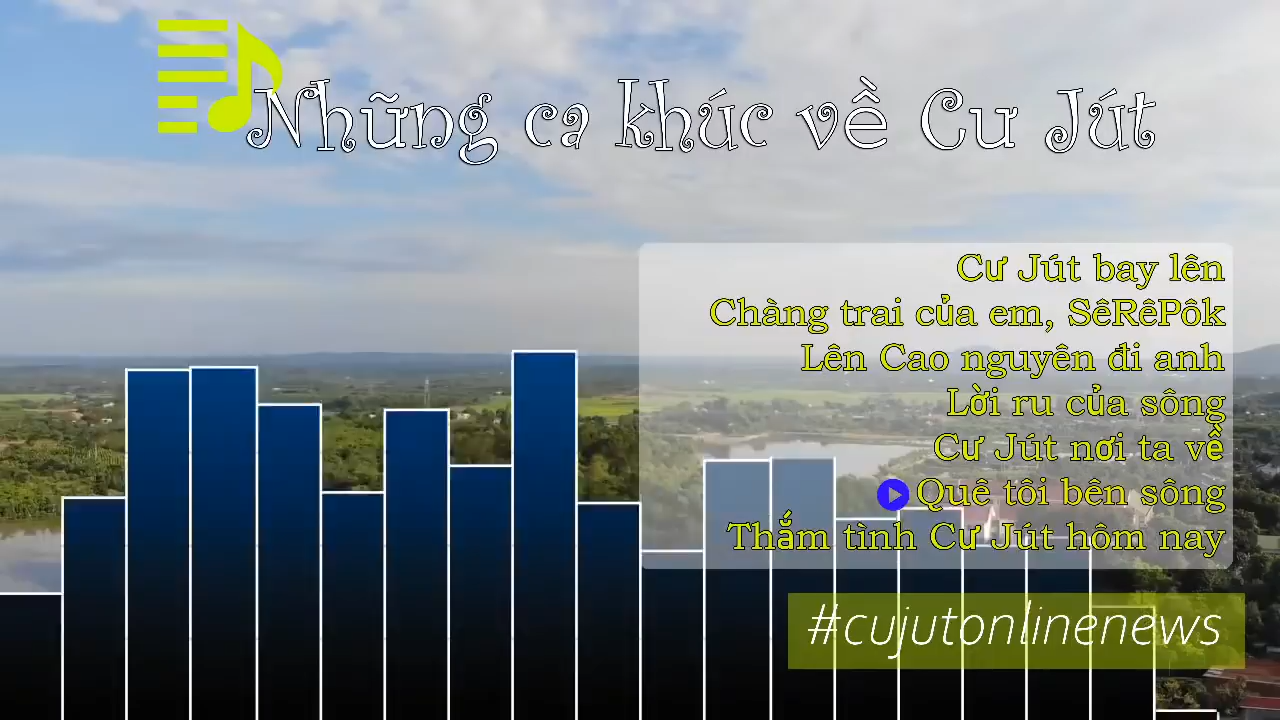 Những ca khúc về Cư Jút
Cư Jút bay lên
Chàng trai của em, SêRêPôk
Lên Cao nguyên đi anh
Lời ru của sông
Cư Jút nơi ta về
Quê tôi bên sông
Thắm tình Cư Jút hôm nay
#cujutonlinenews